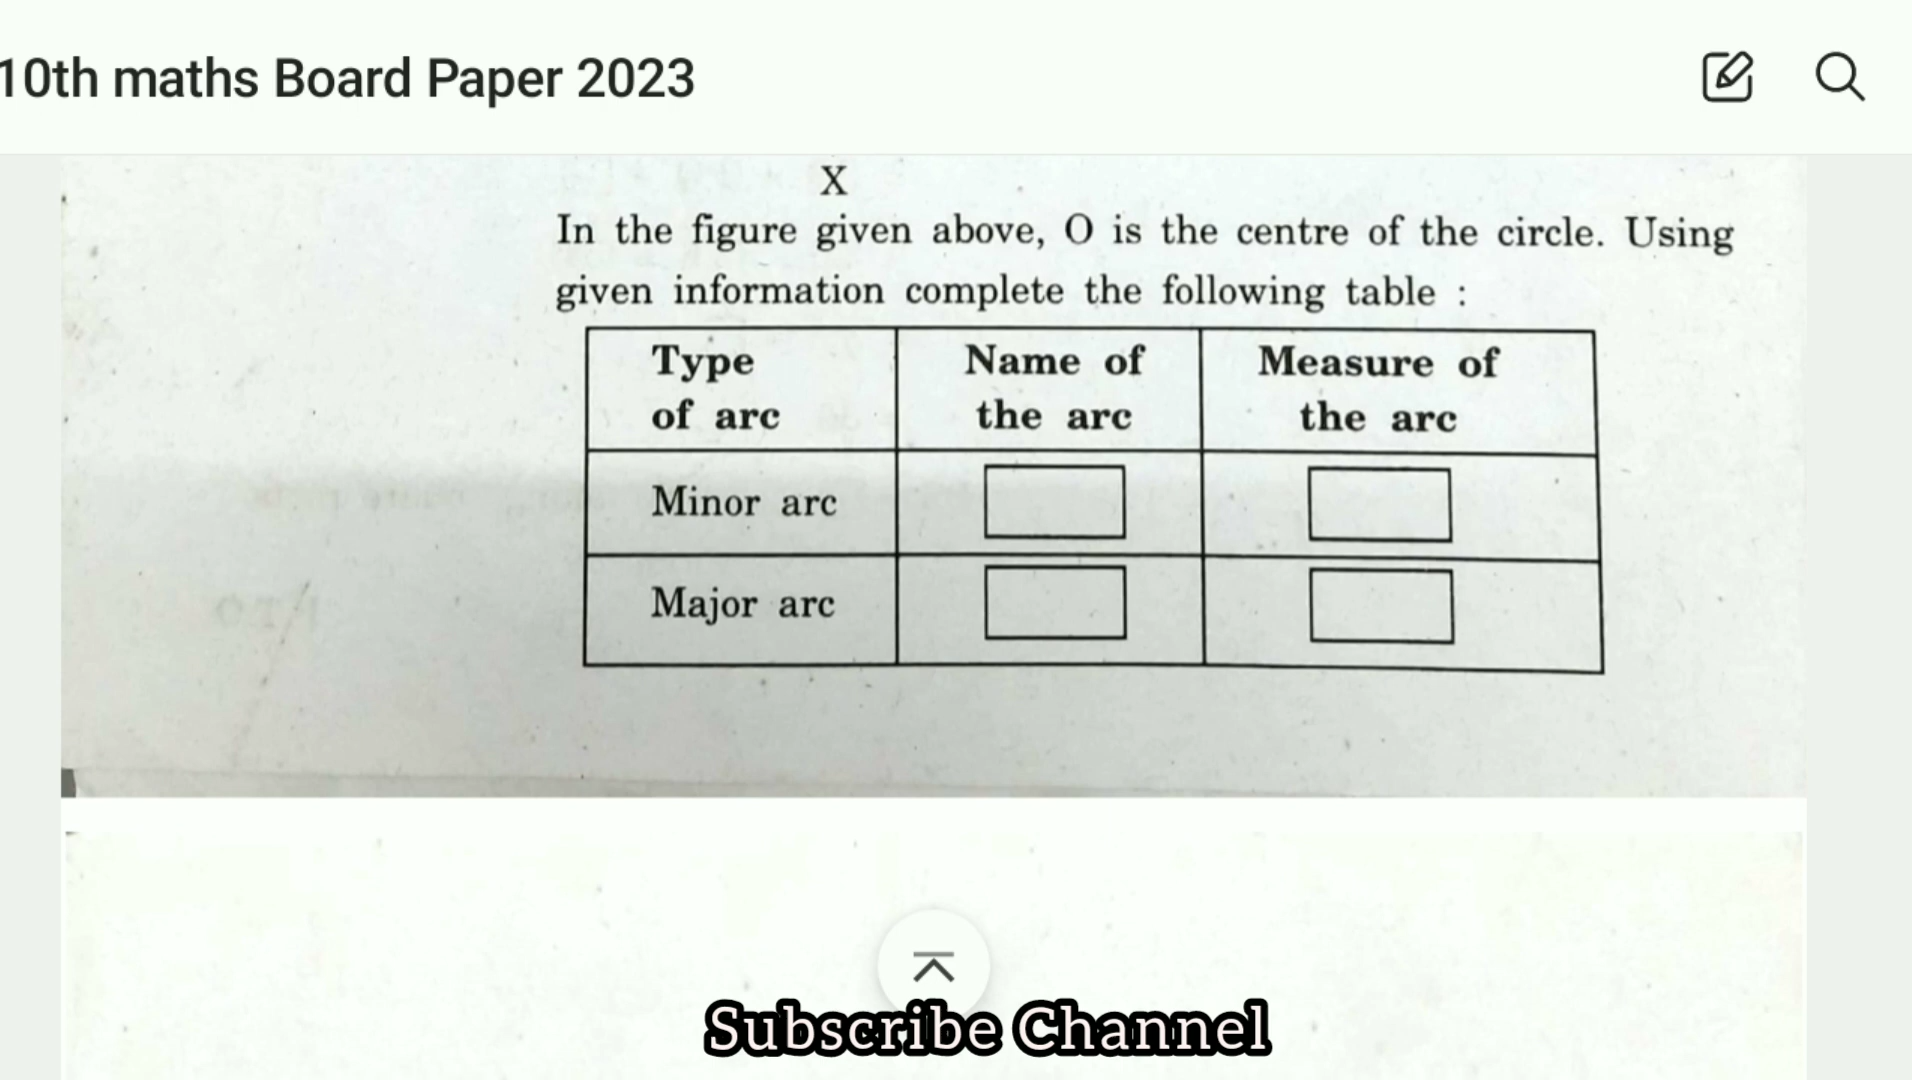 10th maths Board Paper 2023
X
In the figure given above, O is the centre of the circle. Using
given information complete the following table :
Type of arc
Name of the arc
Measure of the arc
Minor arc
Major arc
Subscribe Channel